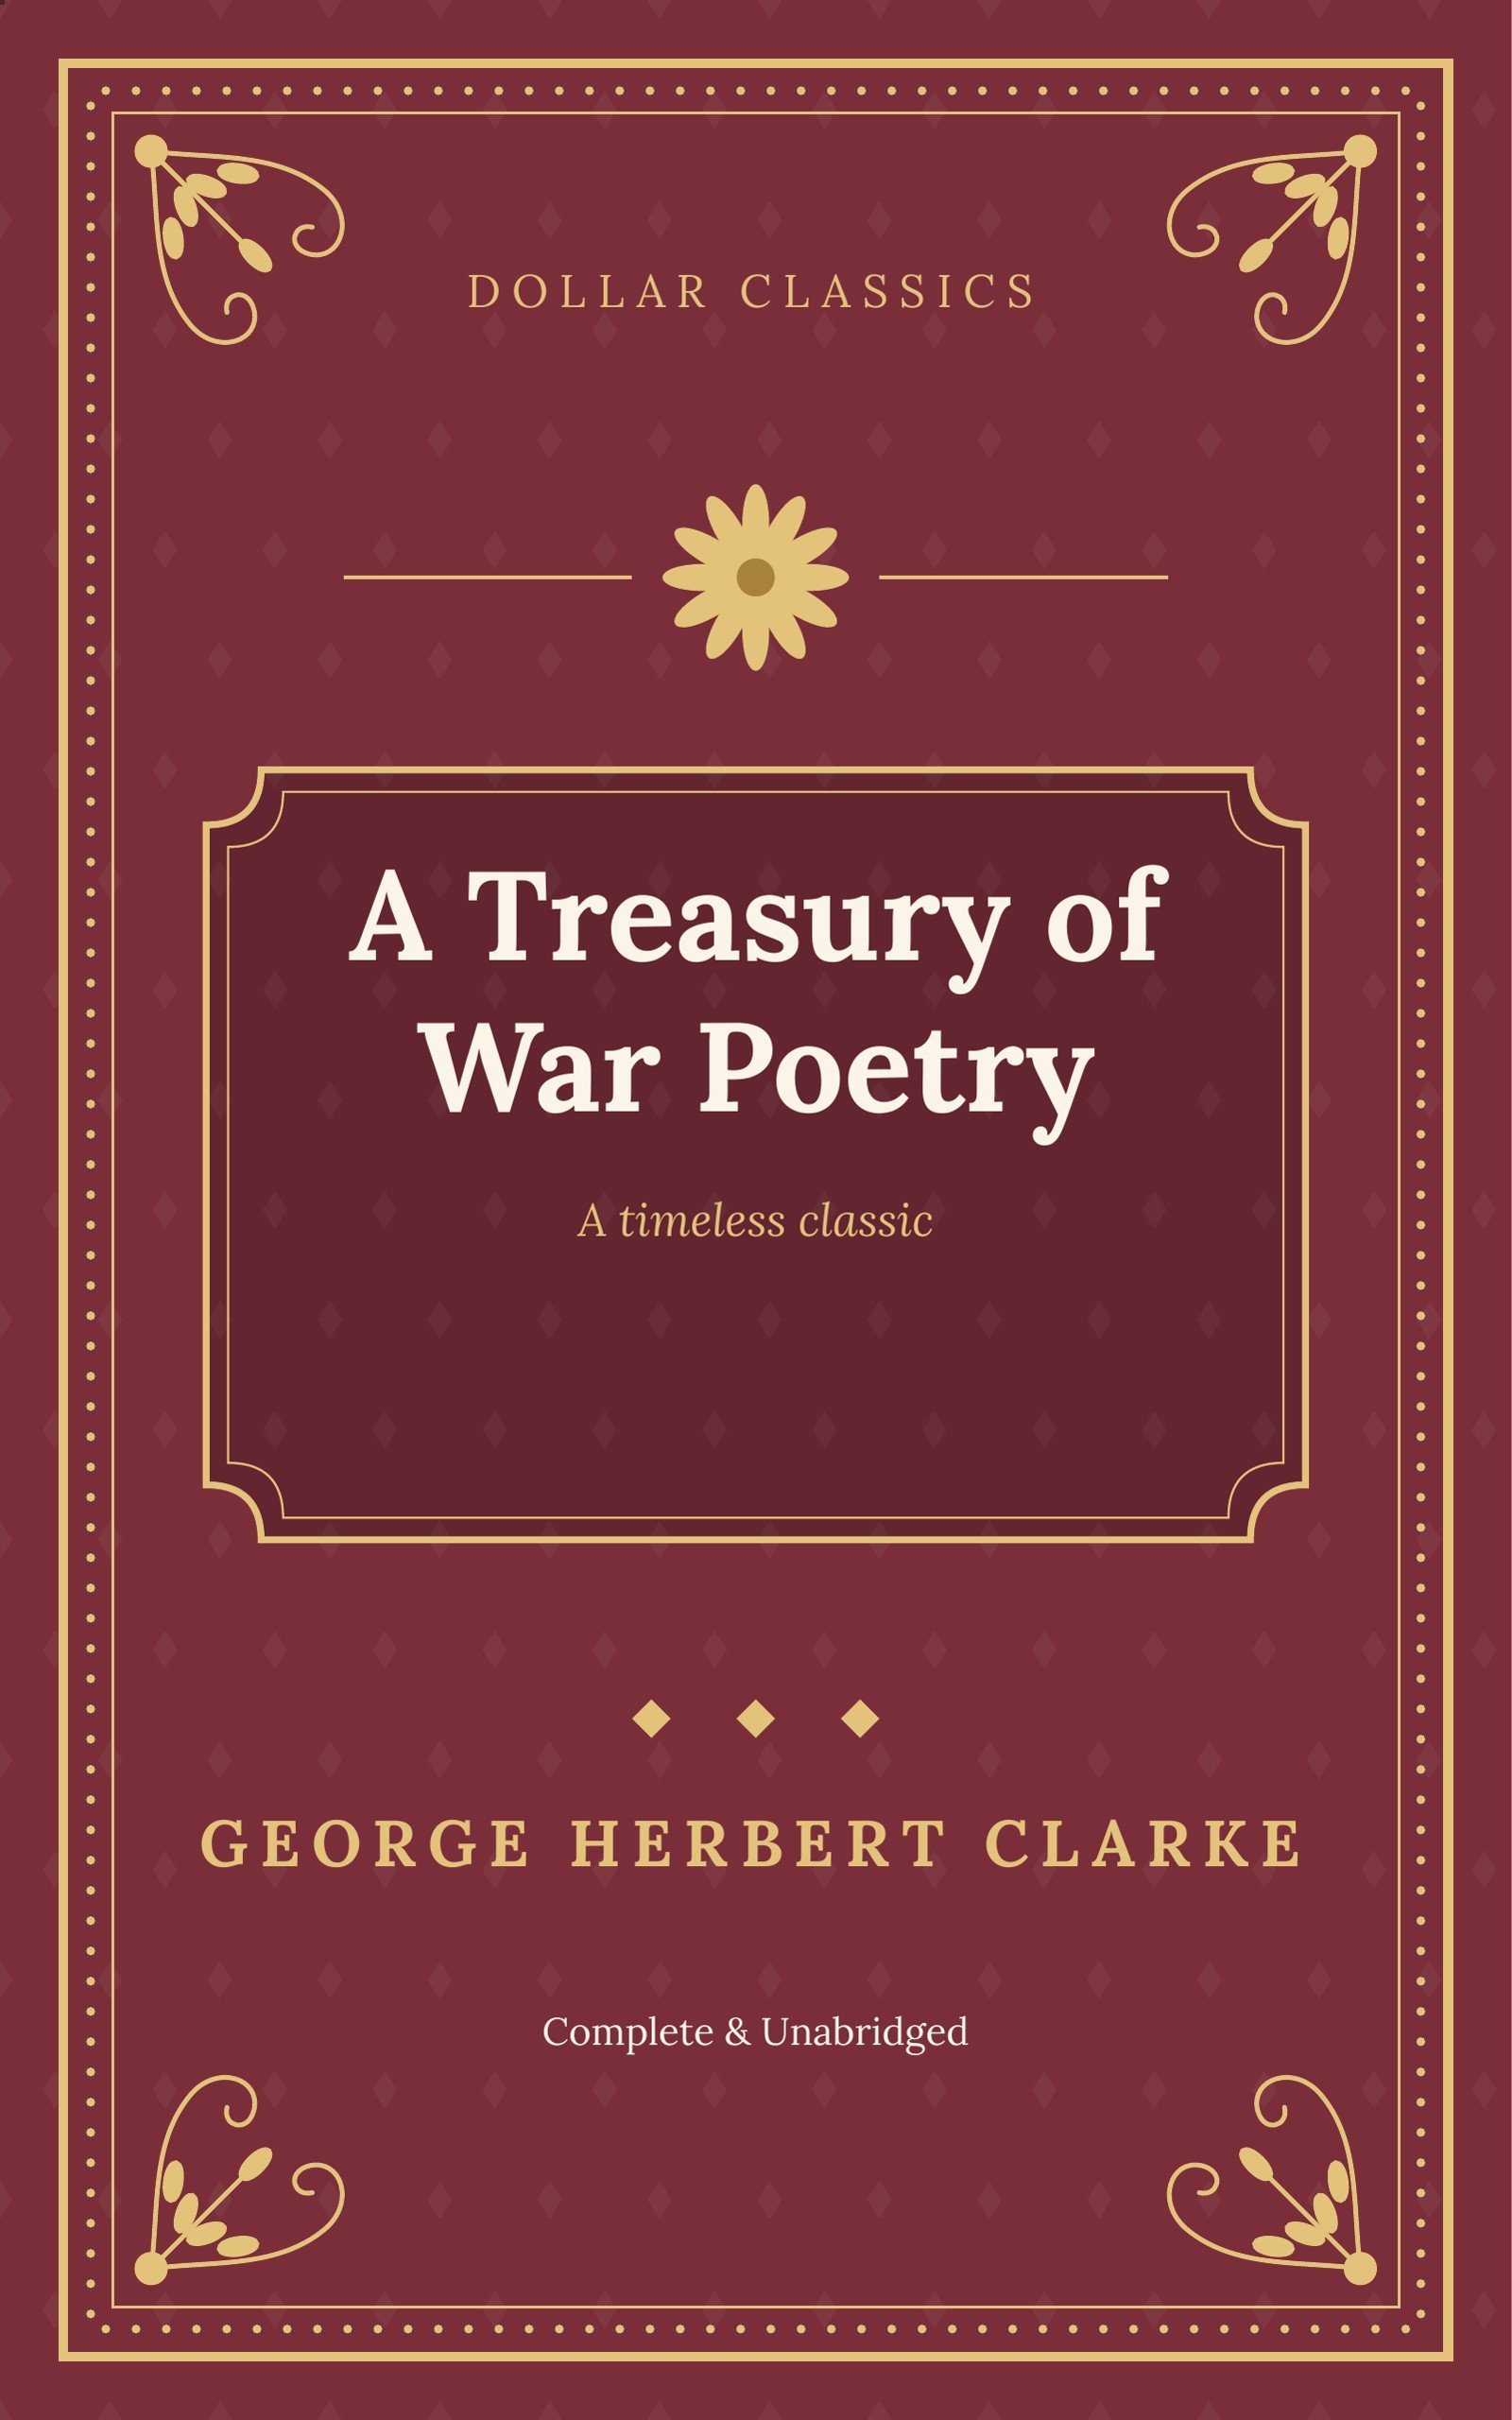 DOLLAR CLASSICS
A Treasury of
War Poetry
A timeless classic
GEORGE HERBERT CLARKE
Complete & Unabridged